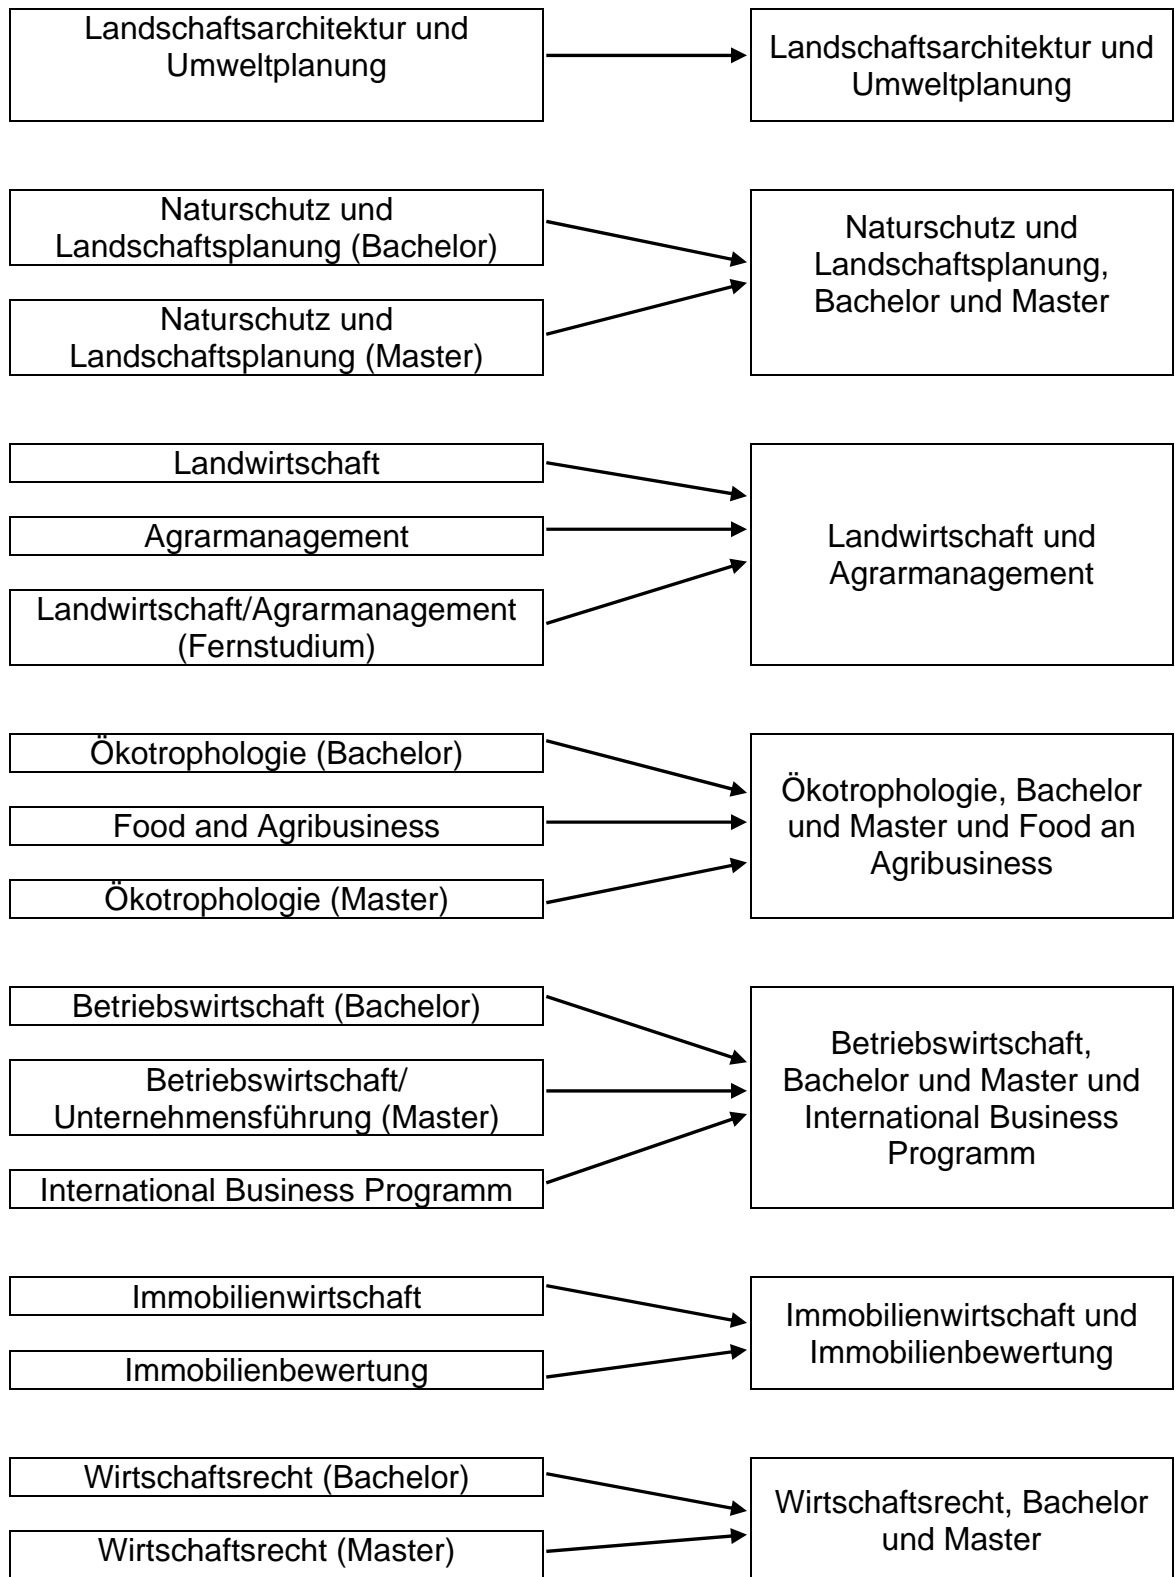 Landschaftsarchitektur und
Umweltplanung
Landschaftsarchitektur und
Umweltplanung
Naturschutz und
Landschaftsplanung (Bachelor)
Naturschutz und
Landschaftsplanung (Master)
Naturschutz und
Landschaftsplanung,
Bachelor und Master
Landwirtschaft
Agrarmanagement
Landwirtschaft/Agrarmanagement
(Fernstudium)
Landwirtschaft und
Agrarmanagement
Ökotrophologie (Bachelor)
Food and Agribusiness
Ökotrophologie (Master)
Ökotrophologie, Bachelor
und Master und Food an
Agribusiness
Betriebswirtschaft (Bachelor)
Betriebswirtschaft/
Unternehmensführung (Master)
International Business Programm
Betriebswirtschaft,
Bachelor und Master und
International Business
Programm
Immobilienwirtschaft
Immobilienbewertung
Immobilienwirtschaft und
Immobilienbewertung
Wirtschaftsrecht (Bachelor)
Wirtschaftsrecht (Master)
Wirtschaftsrecht, Bachelor
und Master